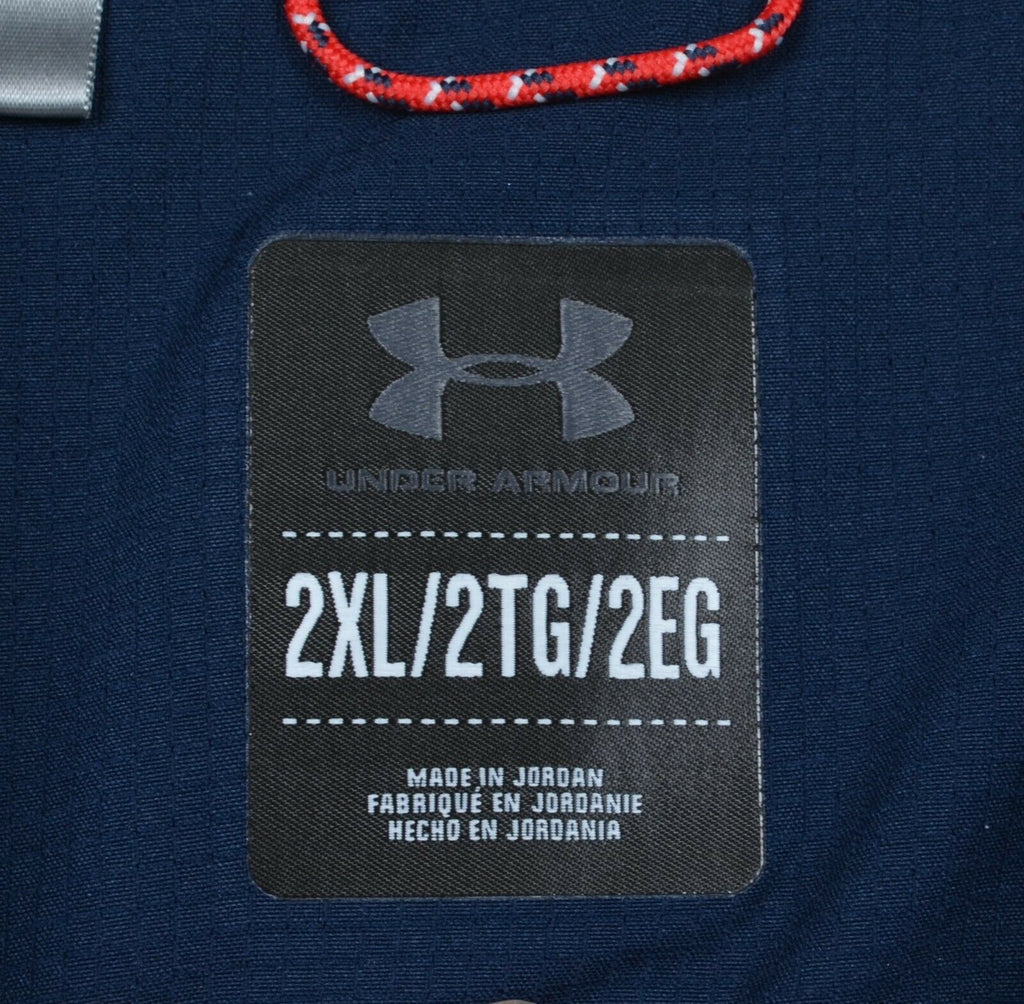 UNDER ARMOUR
2XL/2TG/2EG
MADE IN JORDAN
FABRIQUÉ EN JORDANIE
HECHO EN JORDANIA